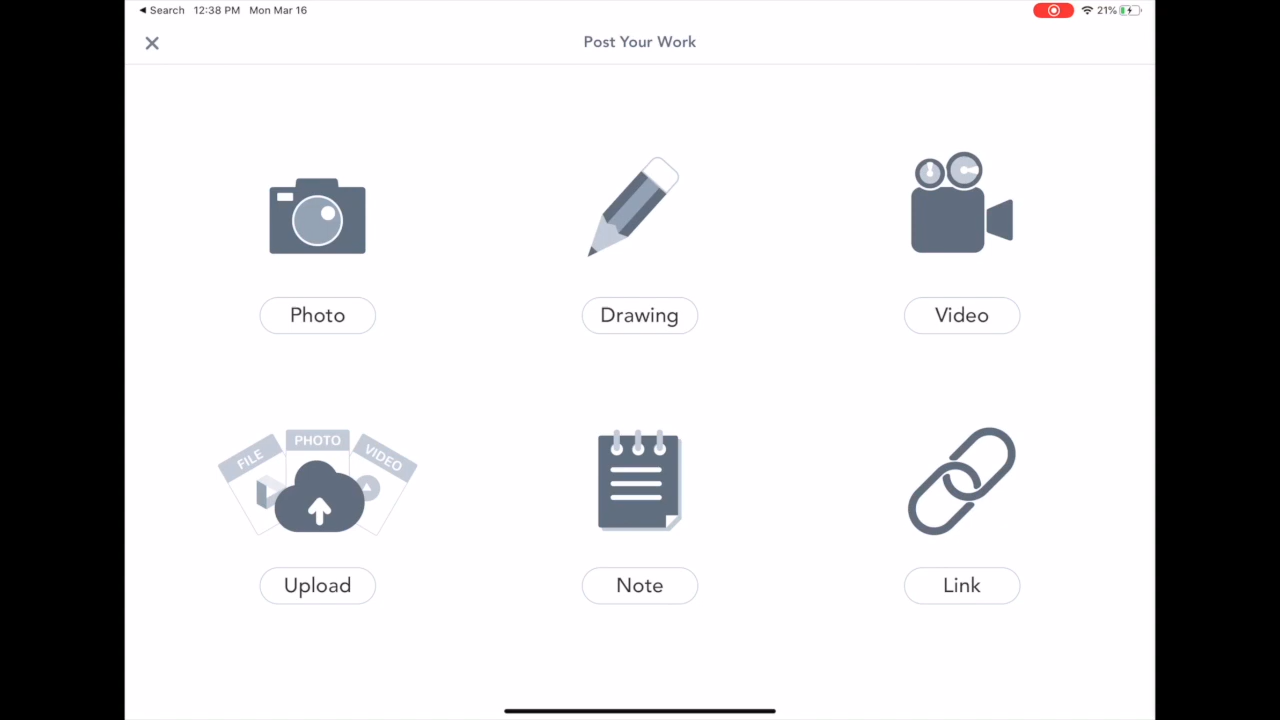 ◀ Search 12:38 PM Mon Mar 16 21%
Post Your Work
Photo Drawing Video
FILE PHOTO VIDEO
Upload Note Link